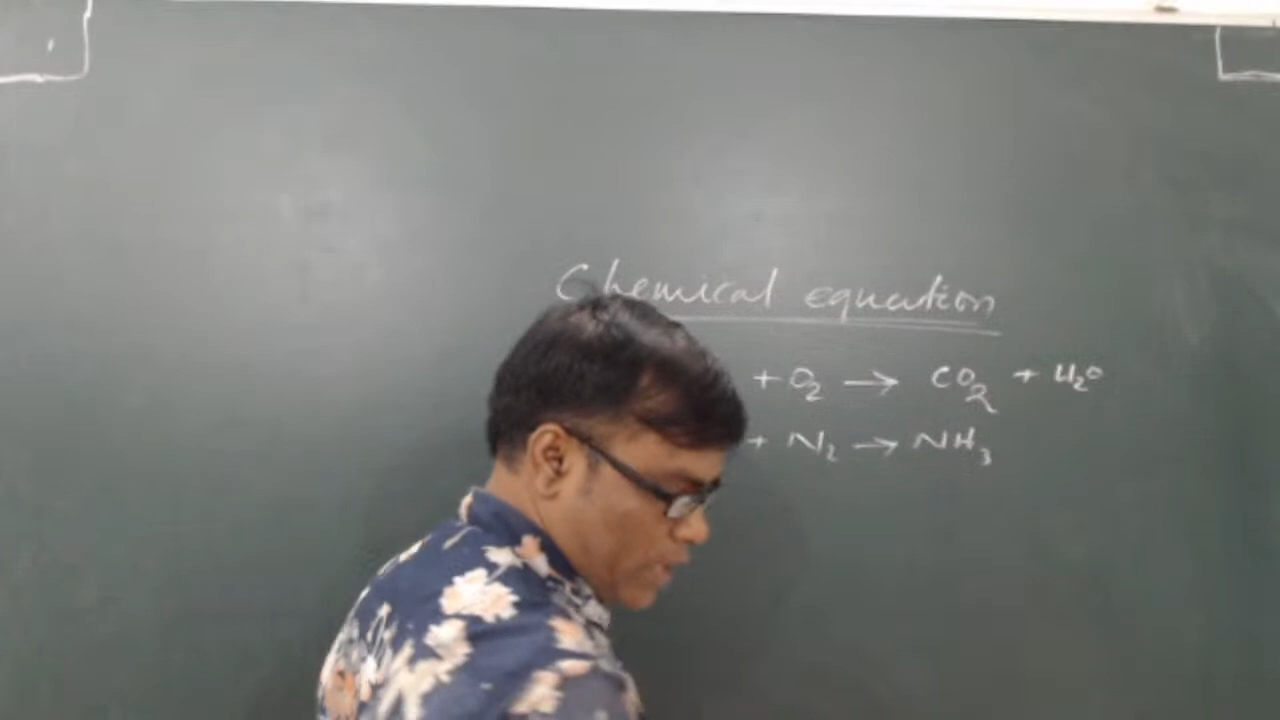 Chemical equation
+ O₂ → CO₂ + H₂O
+ N₂ → NH₃